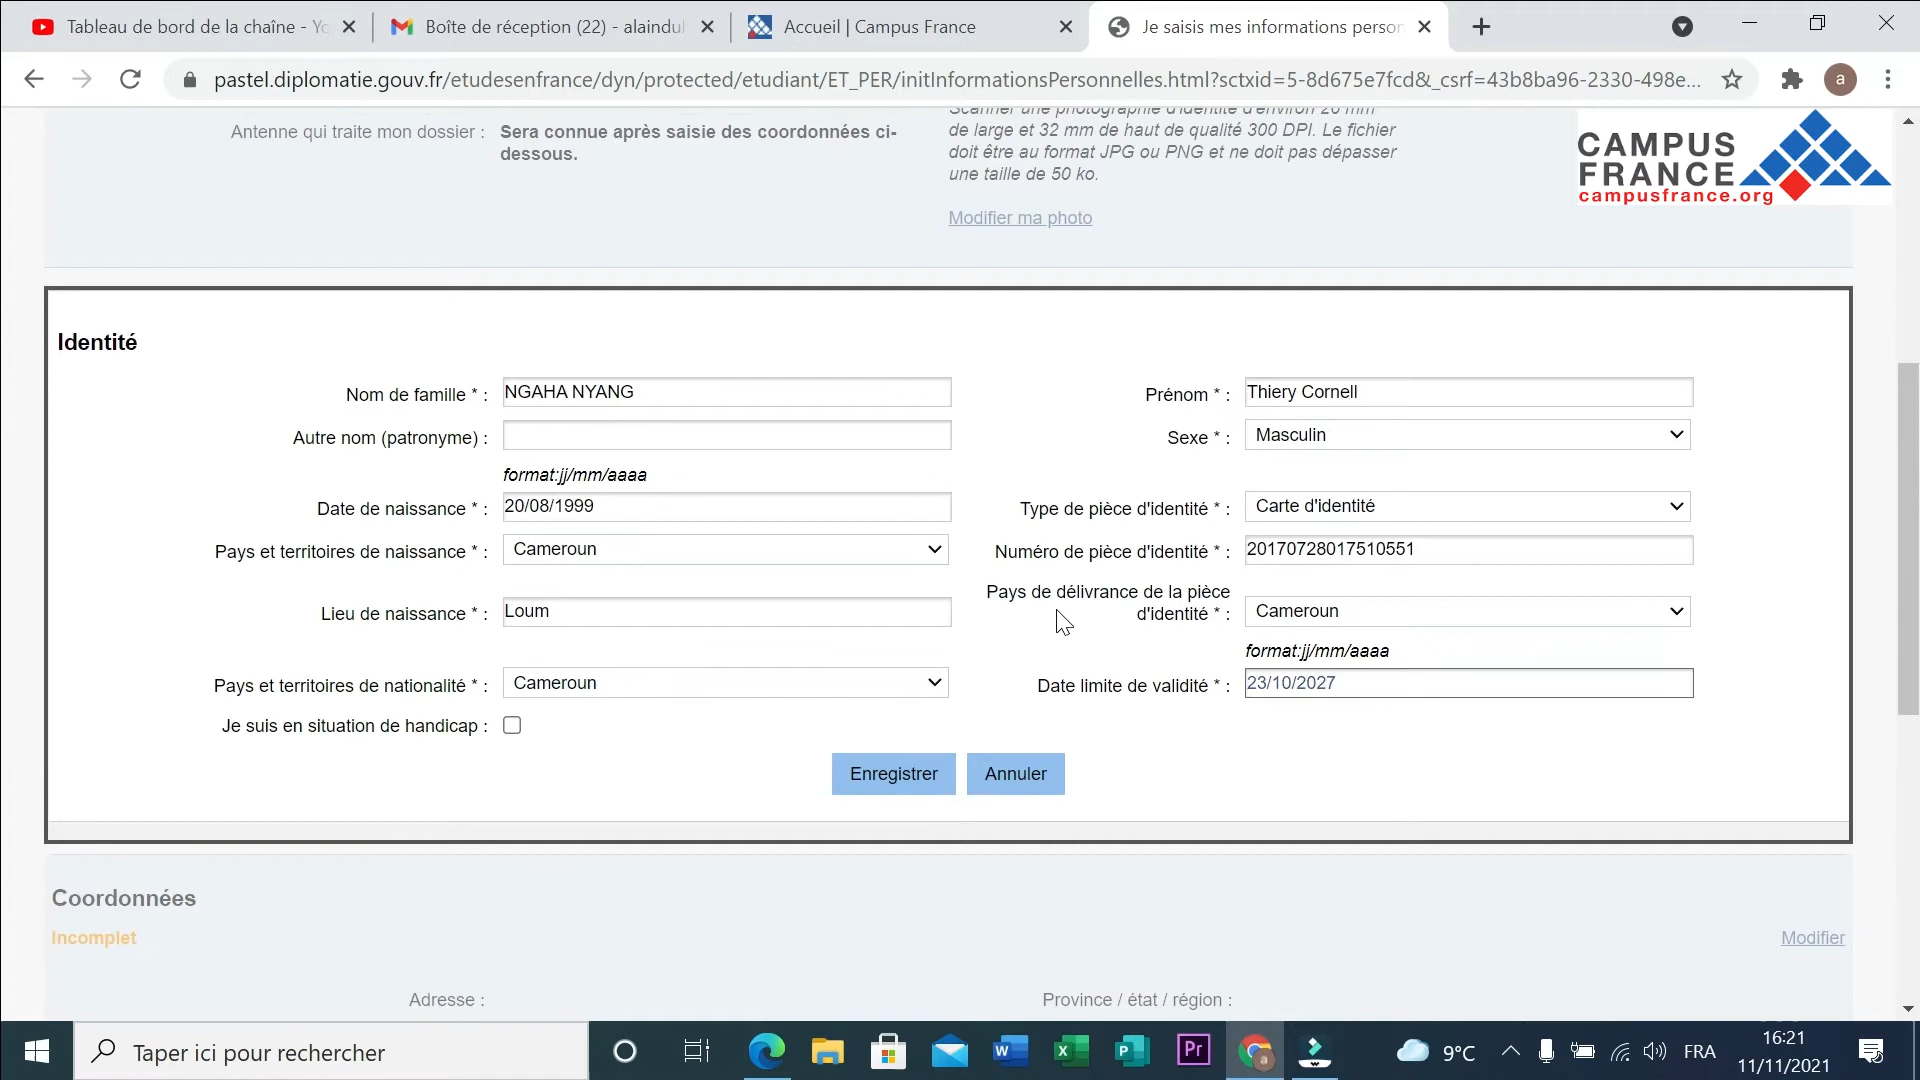 Tableau de bord de la chaîne - Yo
Boîte de réception (22) - alaindul
Accueil | Campus France
Je saisis mes informations person
pastel.diplomatie.gouv.fr/etudesenfrance/dyn/protected/etudiant/ET_PER/initInformationsPersonnelles.html?sctxid=5-8d675e7fcd&_csrf=43b8ba96-2330-498e...
a
Antenne qui traite mon dossier :
Sera connue après saisie des coordonnées ci-
dessous.
Scanner une photographie d'identité d'environ 26 mm
de large et 32 mm de haut de qualité 300 DPI. Le fichier
doit être au format JPG ou PNG et ne doit pas dépasser
une taille de 50 ko.
Modifier ma photo
CAMPUS
FRANCE
campusfrance.org
Identité
Nom de famille * : NGAHA NYANG
Prénom * : Thiery Cornell
Autre nom (patronyme) :
Sexe * : Masculin
format:jj/mm/aaaa
Date de naissance * : 20/08/1999
Type de pièce d'identité * : Carte d'identité
Pays et territoires de naissance * : Cameroun
Numéro de pièce d'identité * : 20170728017510551
Lieu de naissance * : Loum
Pays de délivrance de la pièce
d'identité * : Cameroun
format:jj/mm/aaaa
Pays et territoires de nationalité * : Cameroun
Date limite de validité * : 23/10/2027
Je suis en situation de handicap :
Enregistrer
Annuler
Coordonnées
Incomplet
Modifier
Adresse :
Province / état / région :
Taper ici pour rechercher
W
X
P
Pr
a
9°C
FRA
16:21
11/11/2021